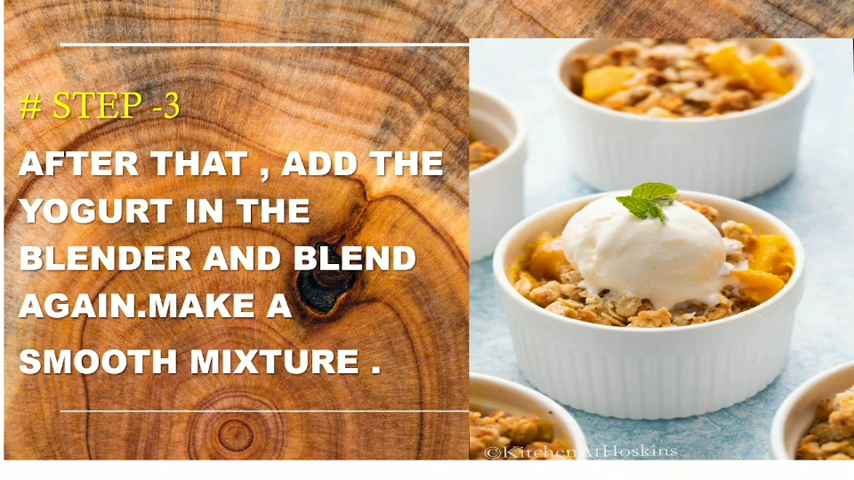 # STEP -3
AFTER THAT , ADD THE
YOGURT IN THE
BLENDER AND BLEND
AGAIN.MAKE A
SMOOTH MIXTURE .
©KitchenAtHoskins